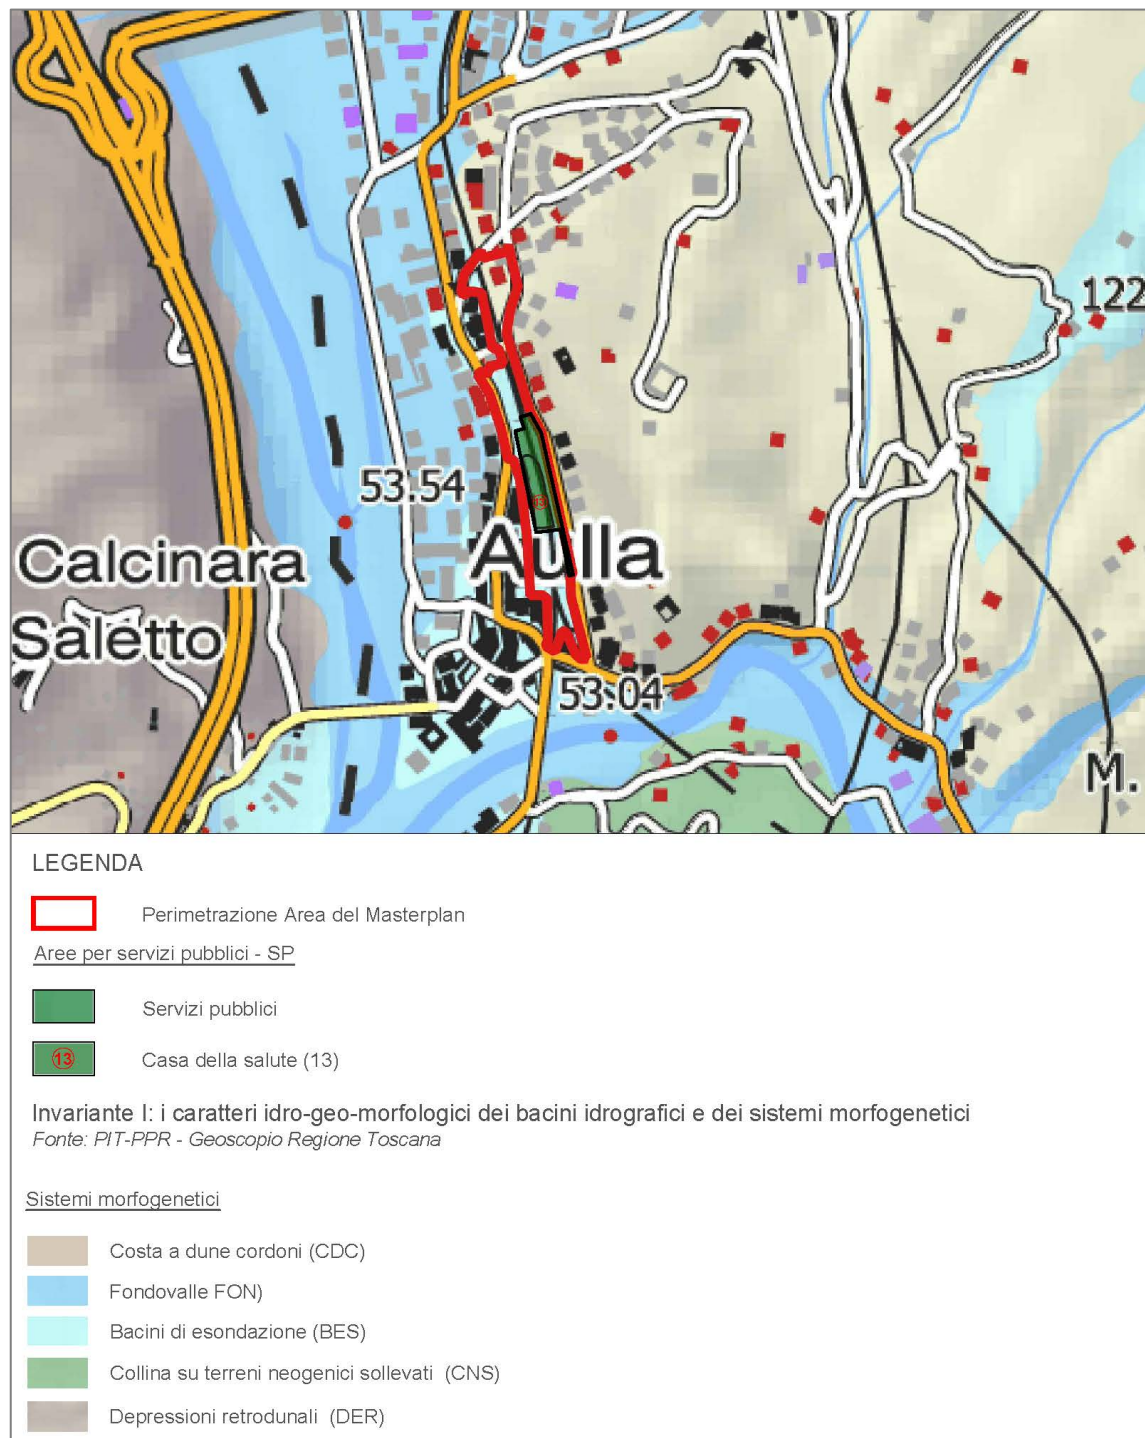 122
53.54
Aulla
Calcinara
Saletto
53.04
M.
13
LEGENDA
Perimetrazione Area del Masterplan
Aree per servizi pubblici - SP
Servizi pubblici
13
Casa della salute (13)
Invariante I: i caratteri idro-geo-morfologici dei bacini idrografici e dei sistemi morfogenetici
Fonte: PIT-PPR - Geoscopio Regione Toscana
Sistemi morfogenetici
Costa a dune cordoni (CDC)
Fondovalle FON)
Bacini di esondazione (BES)
Collina su terreni neogenici sollevati (CNS)
Depressioni retrodunali (DER)